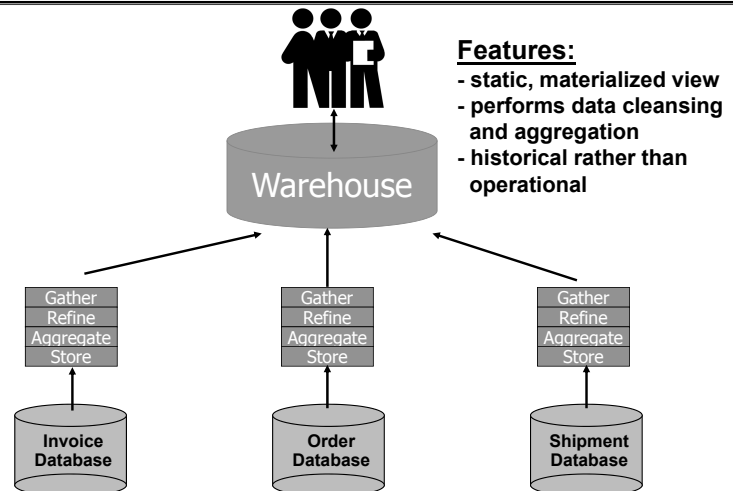 Features:
- static, materialized view
- performs data cleansing
and aggregation
- historical rather than
operational
Warehouse
Gather
Refine
Aggregate
Store
Gather
Refine
Aggregate
Store
Gather
Refine
Aggregate
Store
Invoice
Database
Order
Database
Shipment
Database